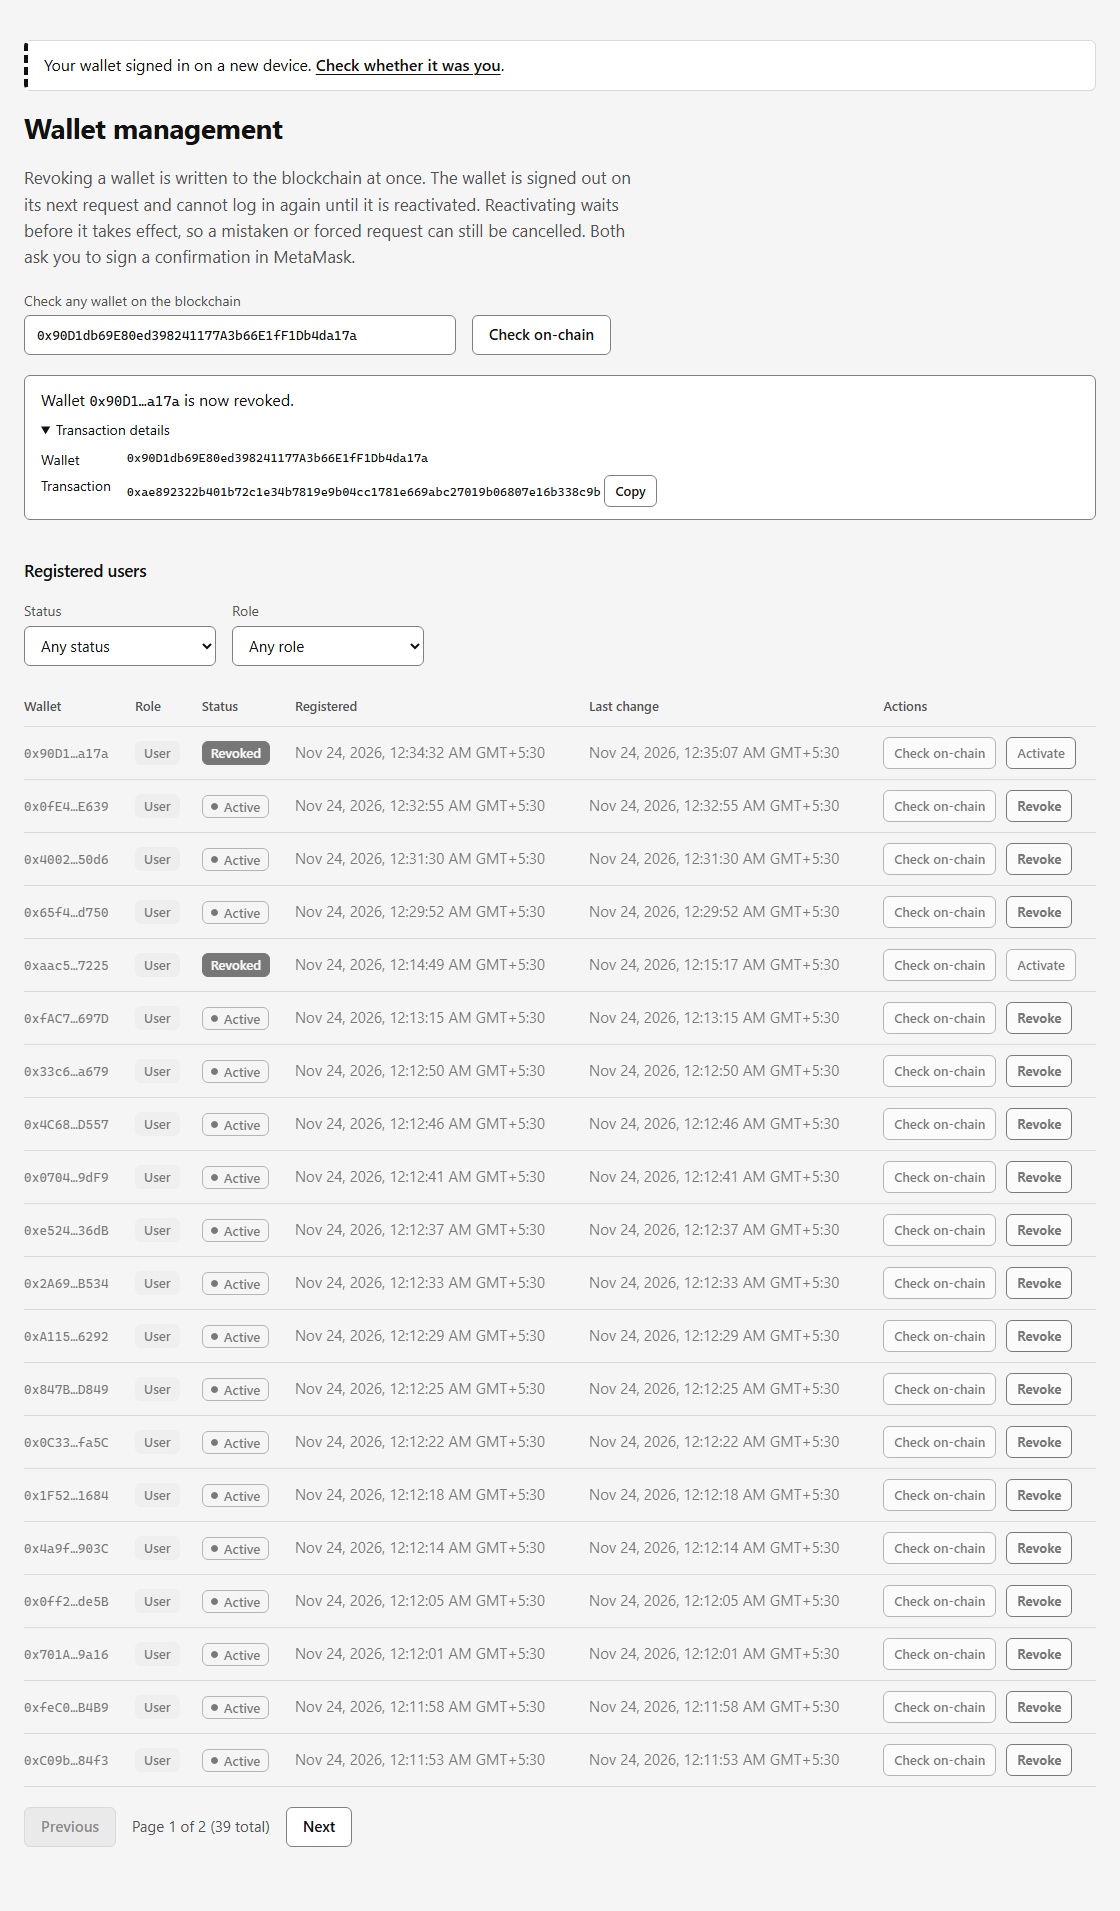 Your wallet signed in on a new device. Check whether it was you.
Wallet management
Revoking a wallet is written to the blockchain at once. The wallet is signed out on
its next request and cannot log in again until it is reactivated. Reactivating waits
before it takes effect, so a mistaken or forced request can still be cancelled. Both
ask you to sign a confirmation in MetaMask.
Check any wallet on the blockchain
0x90D1db69E80ed398241177A3b66E1fF1Db4da17a Check on-chain
Wallet 0x90D1…a17a is now revoked.
▼ Transaction details
Wallet 0x90D1db69E80ed398241177A3b66E1fF1Db4da17a
Transaction 0xae892322b401b72c1e34b7819e9b04cc1781e669abc27019b06807e16b338c9b Copy
Registered users
Status Role
Any status Any role
Wallet Role Status Registered Last change Actions
0x90D1…a17a User Revoked Nov 24, 2026, 12:34:32 AM GMT+5:30 Nov 24, 2026, 12:35:07 AM GMT+5:30 Check on-chain Activate
0x0fE4…E639 User Active Nov 24, 2026, 12:32:55 AM GMT+5:30 Nov 24, 2026, 12:32:55 AM GMT+5:30 Check on-chain Revoke
0x4002…50d6 User Active Nov 24, 2026, 12:31:30 AM GMT+5:30 Nov 24, 2026, 12:31:30 AM GMT+5:30 Check on-chain Revoke
0x65f4…d750 User Active Nov 24, 2026, 12:29:52 AM GMT+5:30 Nov 24, 2026, 12:29:52 AM GMT+5:30 Check on-chain Revoke
0xaac5…7225 User Revoked Nov 24, 2026, 12:14:49 AM GMT+5:30 Nov 24, 2026, 12:15:17 AM GMT+5:30 Check on-chain Activate
0xfAC7…697D User Active Nov 24, 2026, 12:13:15 AM GMT+5:30 Nov 24, 2026, 12:13:15 AM GMT+5:30 Check on-chain Revoke
0x33c6…a679 User Active Nov 24, 2026, 12:12:50 AM GMT+5:30 Nov 24, 2026, 12:12:50 AM GMT+5:30 Check on-chain Revoke
0x4C68…D557 User Active Nov 24, 2026, 12:12:46 AM GMT+5:30 Nov 24, 2026, 12:12:46 AM GMT+5:30 Check on-chain Revoke
0x0704…9dF9 User Active Nov 24, 2026, 12:12:41 AM GMT+5:30 Nov 24, 2026, 12:12:41 AM GMT+5:30 Check on-chain Revoke
0xe524…36dB User Active Nov 24, 2026, 12:12:37 AM GMT+5:30 Nov 24, 2026, 12:12:37 AM GMT+5:30 Check on-chain Revoke
0x2A69…B534 User Active Nov 24, 2026, 12:12:33 AM GMT+5:30 Nov 24, 2026, 12:12:33 AM GMT+5:30 Check on-chain Revoke
0xA115…6292 User Active Nov 24, 2026, 12:12:29 AM GMT+5:30 Nov 24, 2026, 12:12:29 AM GMT+5:30 Check on-chain Revoke
0x847B…D849 User Active Nov 24, 2026, 12:12:25 AM GMT+5:30 Nov 24, 2026, 12:12:25 AM GMT+5:30 Check on-chain Revoke
0x0C33…fa5C User Active Nov 24, 2026, 12:12:22 AM GMT+5:30 Nov 24, 2026, 12:12:22 AM GMT+5:30 Check on-chain Revoke
0x1F52…1684 User Active Nov 24, 2026, 12:12:18 AM GMT+5:30 Nov 24, 2026, 12:12:18 AM GMT+5:30 Check on-chain Revoke
0x4a9f…903C User Active Nov 24, 2026, 12:12:14 AM GMT+5:30 Nov 24, 2026, 12:12:14 AM GMT+5:30 Check on-chain Revoke
0x0ff2…de5B User Active Nov 24, 2026, 12:12:05 AM GMT+5:30 Nov 24, 2026, 12:12:05 AM GMT+5:30 Check on-chain Revoke
0x701A…9a16 User Active Nov 24, 2026, 12:12:01 AM GMT+5:30 Nov 24, 2026, 12:12:01 AM GMT+5:30 Check on-chain Revoke
0xfeC0…B4B9 User Active Nov 24, 2026, 12:11:58 AM GMT+5:30 Nov 24, 2026, 12:11:58 AM GMT+5:30 Check on-chain Revoke
0xC09b…84f3 User Active Nov 24, 2026, 12:11:53 AM GMT+5:30 Nov 24, 2026, 12:11:53 AM GMT+5:30 Check on-chain Revoke
Previous Page 1 of 2 (39 total) Next